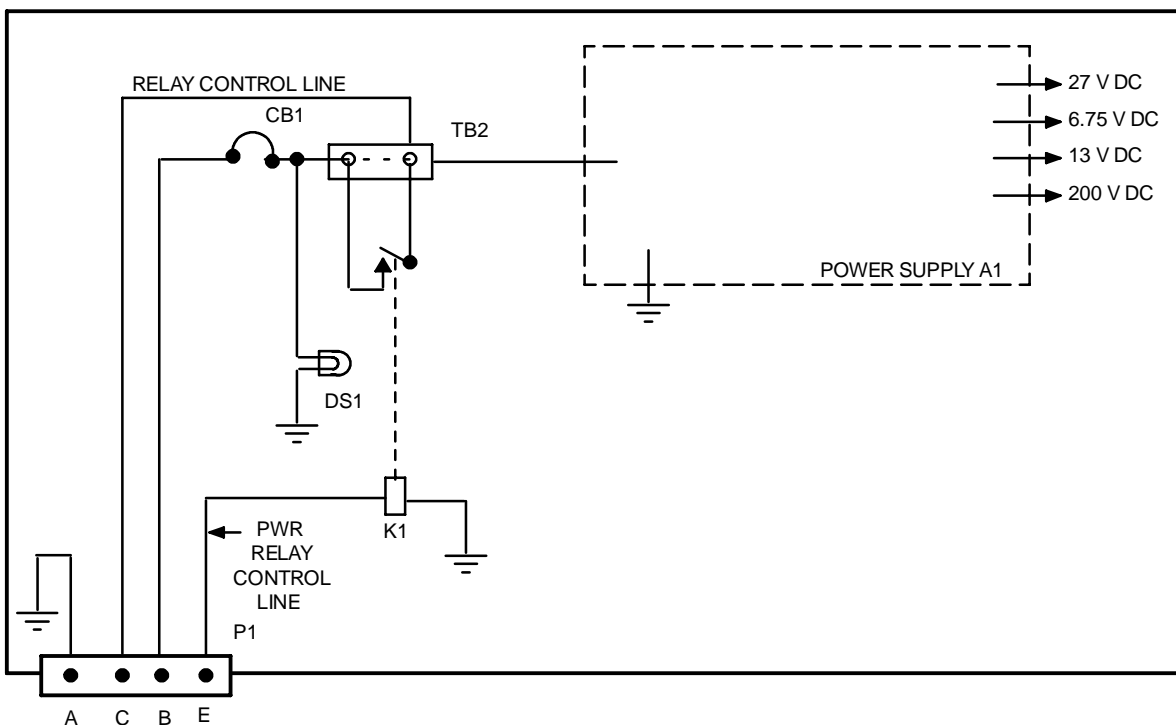 RELAY CONTROL LINE
CB1
TB2
27 V DC
6.75 V DC
13 V DC
200 V DC
POWER SUPPLY A1
DS1
K1
PWR
RELAY
CONTROL
LINE
P1
A C B E